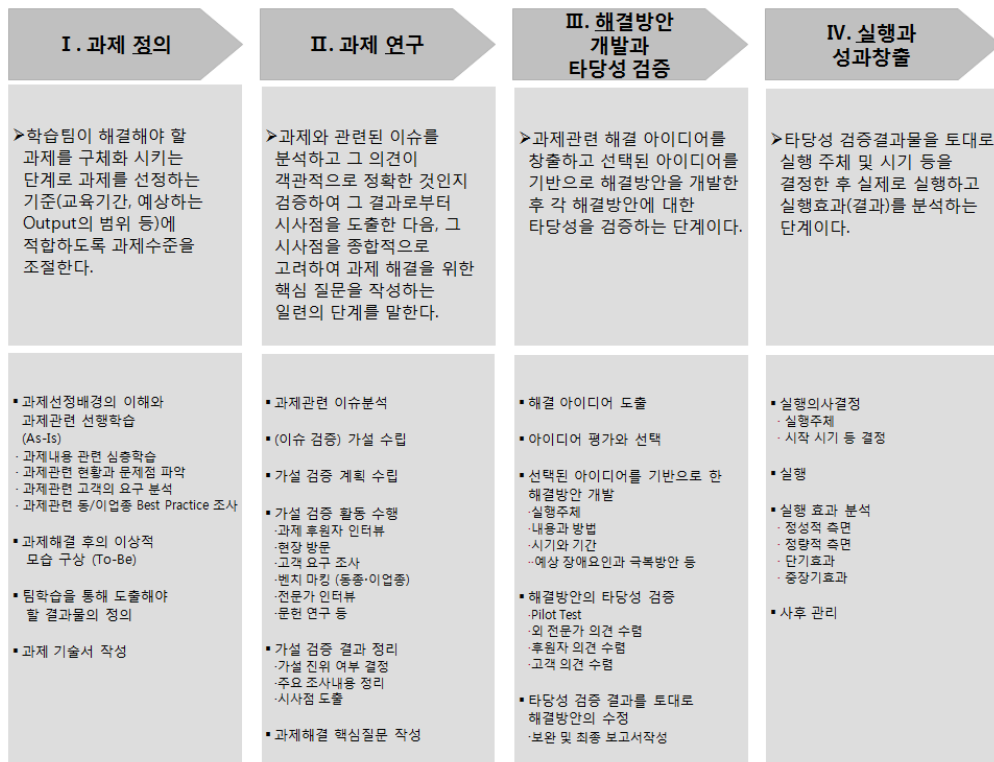 Ⅰ. 과제 정의
➢학습팀이 해결해야 할
과제를 구체화 시키는
단계로 과제를 선정하는
기준(교육기간, 예상하는
Output의 범위 등)에
적합하도록 과제수준을
조절한다.
▪ 과제선정배경의 이해와
과제관련 선행학습
(As-Is)
· 과제내용 관련 심층학습
· 과제관련 현황과 문제점 파악
· 과제관련 고객의 요구 분석
· 과제관련 동/이업종 Best Practice 조사
▪ 과제해결 후의 이상적
모습 구상 (To-Be)
▪ 팀학습을 통해 도출해야
할 결과물의 정의
▪ 과제 기술서 작성
Ⅱ. 과제 연구
➢과제와 관련된 이슈를
분석하고 그 의견이
객관적으로 정확한 것인지
검증하여 그 결과로부터
시사점을 도출한 다음, 그
시사점을 종합적으로
고려하여 과제 해결을 위한
핵심 질문을 작성하는
일련의 단계를 말한다.
▪ 과제관련 이슈분석
▪ (이슈 검증) 가설 수립
▪ 가설 검증 계획 수립
▪ 가설 검증 활동 수행
·과제 후원자 인터뷰
·현장 방문
·고객 요구 조사
·벤치 마킹 (동종·이업종)
·전문가 인터뷰
·문헌 연구 등
▪ 가설 검증 결과 정리
·가설 진위 여부 결정
·주요 조사내용 정리
·시사점 도출
▪ 과제해결 핵심질문 작성
Ⅲ. 해결방안
개발과
타당성 검증
➢과제관련 해결 아이디어를
창출하고 선택된 아이디어를
기반으로 해결방안을 개발한
후 각 해결방안에 대한
타당성을 검증하는 단계이다.
▪ 해결 아이디어 도출
▪ 아이디어 평가와 선택
▪ 선택된 아이디어를 기반으로 한
해결방안 개발
·실행주체
·내용과 방법
·시기와 기간
·예상 장애요인과 극복방안 등
▪ 해결방안의 타당성 검증
·Pilot Test
·외 전문가 의견 수렴
·후원자 의견 수렴
·고객 의견 수렴
▪ 타당성 검증 결과를 토대로
해결방안의 수정
·보완 및 최종 보고서작성
Ⅳ. 실행과
성과창출
➢타당성 검증결과물을 토대로
실행 주체 및 시기 등을
결정한 후 실제로 실행하고
실행효과(결과)를 분석하는
단계이다.
▪ 실행의사결정
· 실행주체
· 시작 시기 등 결정
▪ 실행
▪ 실행 효과 분석
· 정성적 측면
· 정량적 측면
· 단기효과
· 중장기효과
▪ 사후 관리